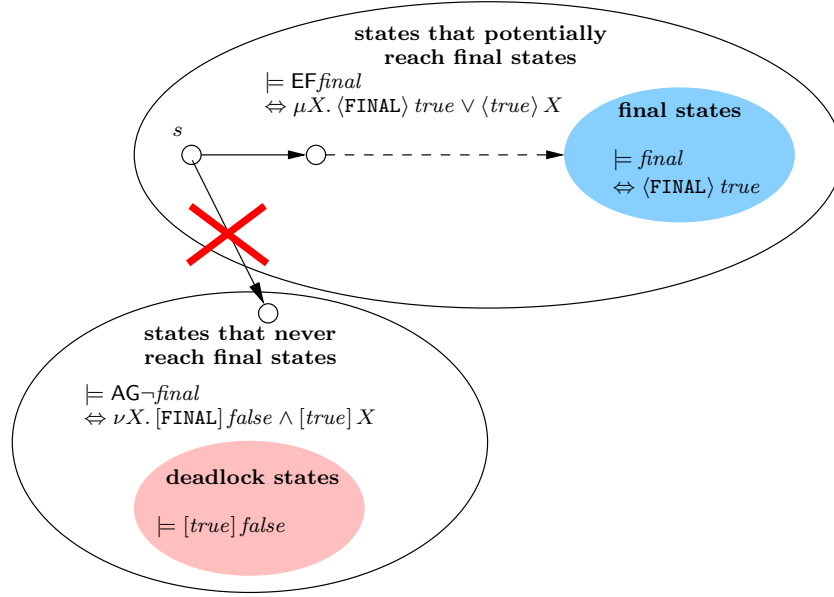 states that potentially
reach final states
⊨ EF final
⇔ μX. ⟨FINAL⟩ true ∨ ⟨true⟩ X
final states
s
⊨ final
⇔ ⟨FINAL⟩ true
states that never
reach final states
⊨ AG¬final
⇔ νX. [FINAL] false ∧ [true] X
deadlock states
⊨ [true] false